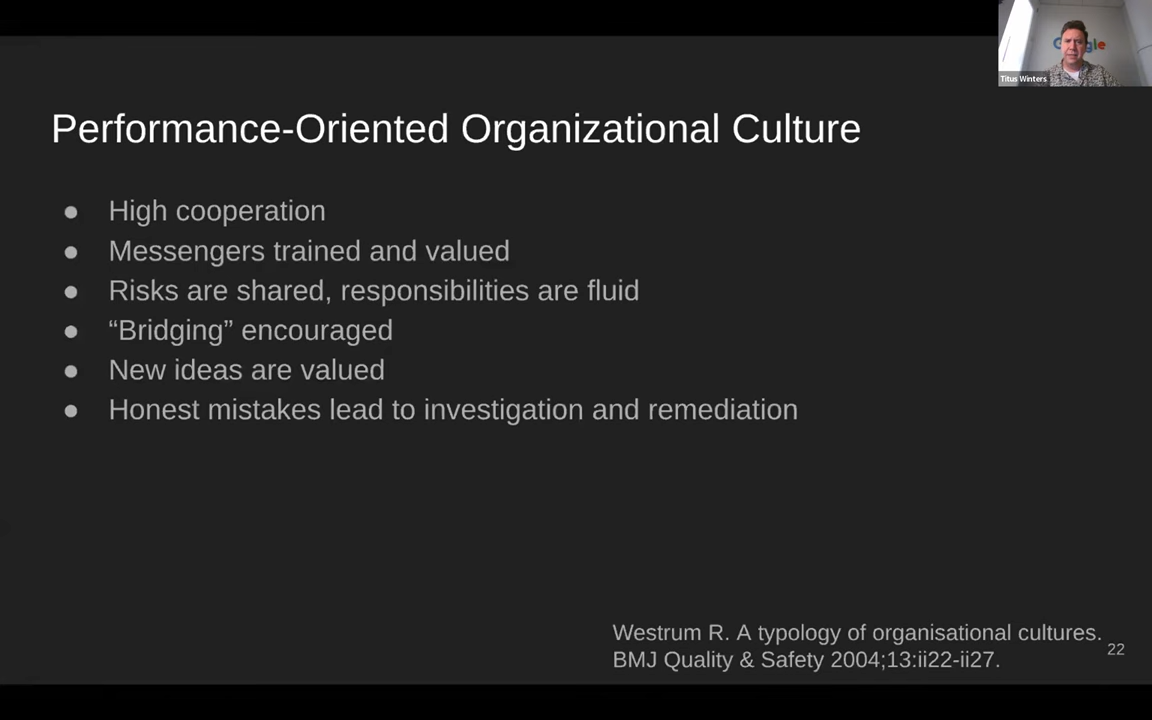 Google
Titus Winters
Performance-Oriented Organizational Culture
● High cooperation
● Messengers trained and valued
● Risks are shared, responsibilities are fluid
● “Bridging” encouraged
● New ideas are valued
● Honest mistakes lead to investigation and remediation
Westrum R. A typology of organisational cultures.
BMJ Quality & Safety 2004;13:ii22-ii27.
22